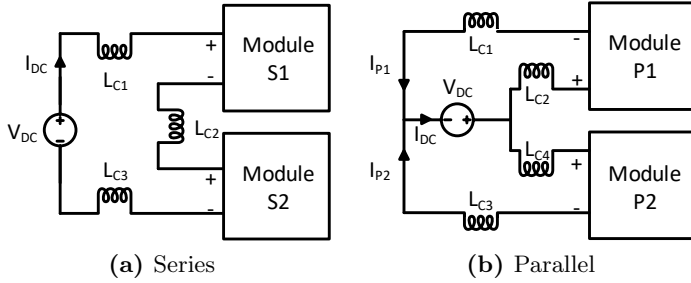 I_DC
L_C1
+
-
Module
S1
V_DC
+
-
L_C2
L_C3
+
-
Module
S2
(a) Series
I_P1
L_C1
-
+
Module
P1
V_DC
-
+
L_C2
I_DC
L_C4
I_P2
L_C3
+
-
Module
P2
(b) Parallel